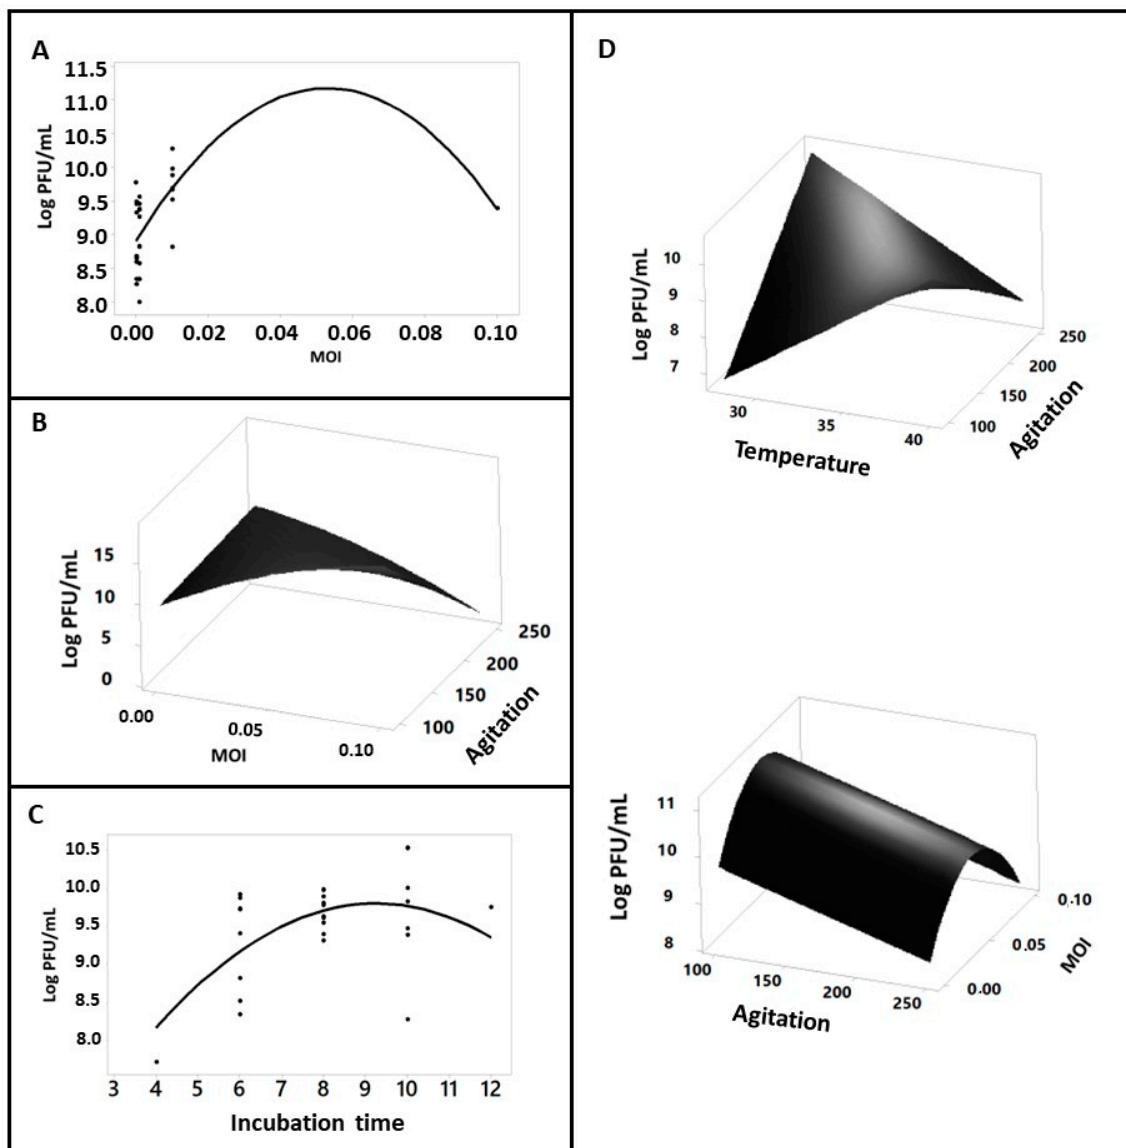 A
Log PFU/mL
11.5
11.0
10.5
10.0
9.5
9.0
8.5
8.0
0.00 0.02 0.04 0.06 0.08 0.10
MOI
B
Log PFU/mL
15
10
5
0
0.00 0.05 0.10
MOI
100 150 200 250
Agitation
C
Log PFU/mL
10.5
10.0
9.5
9.0
8.5
8.0
3 4 5 6 7 8 9 10 11 12
Incubation time
D
Log PFU/mL
10
9
8
7
30 35 40
Temperature
100 150 200 250
Agitation
Log PFU/mL
11
10
9
8
100 150 200 250
Agitation
0.00 0.05 0.10
MOI